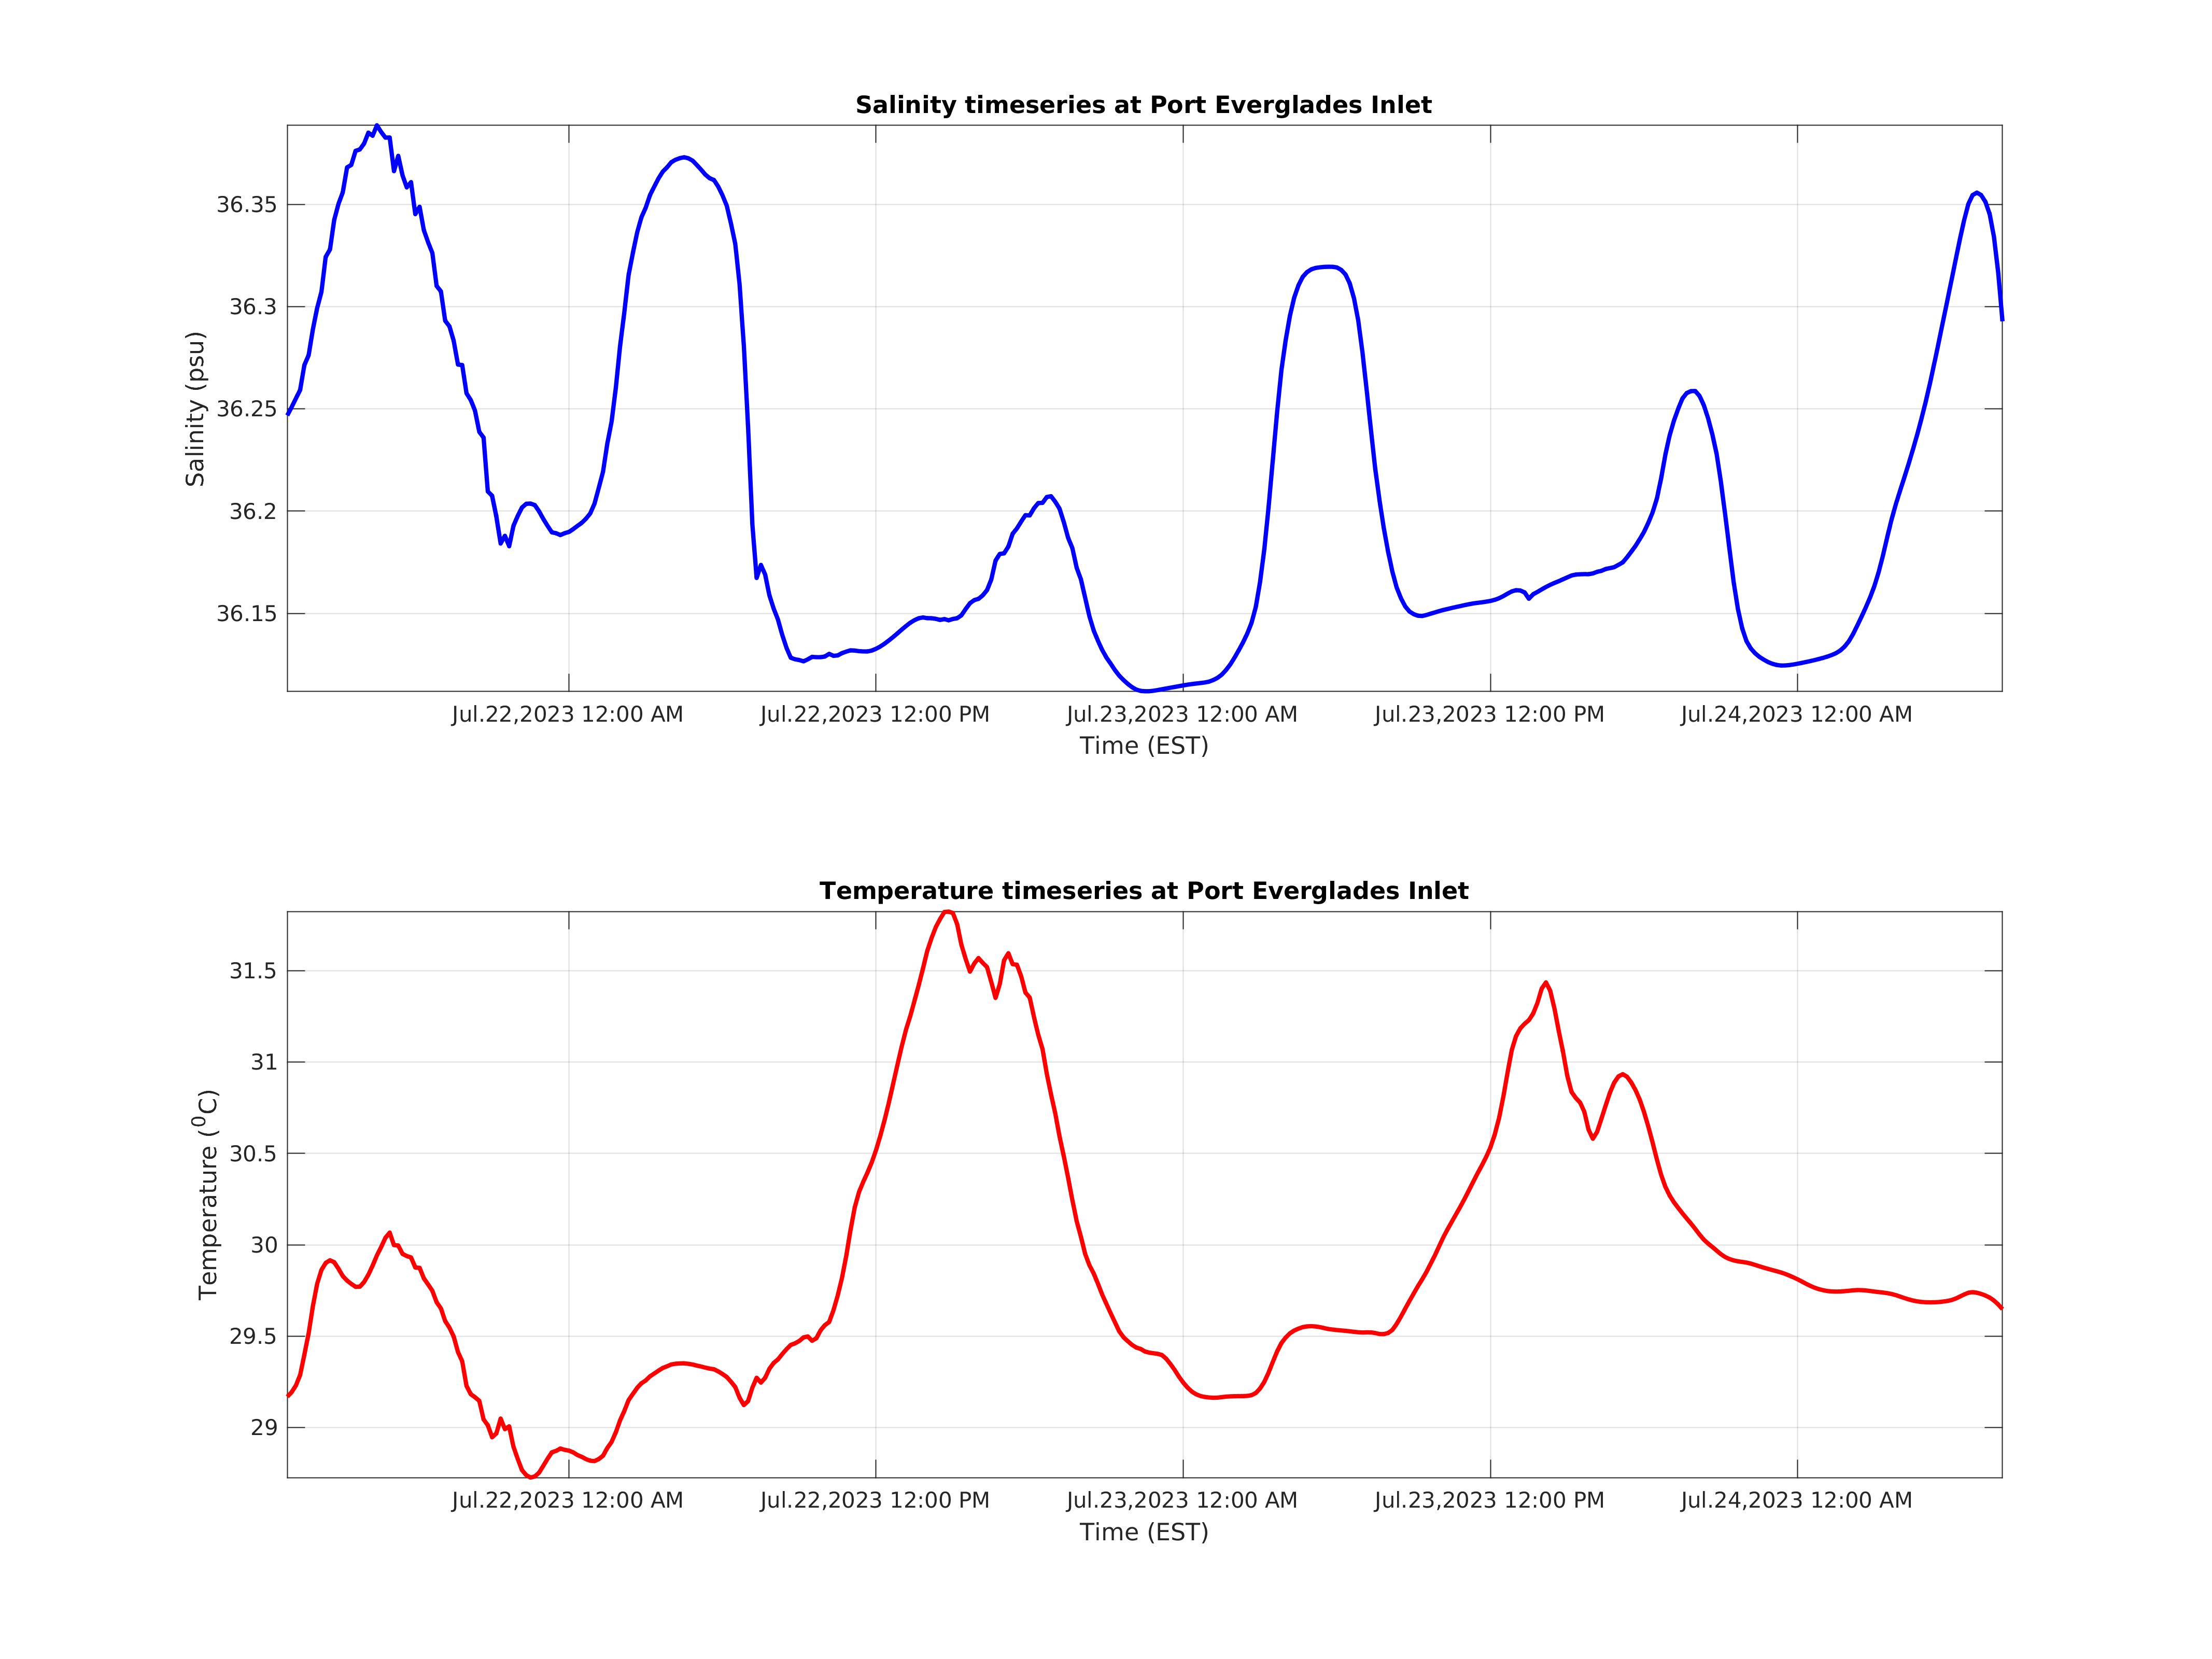 Salinity timeseries at Port Everglades Inlet
36.35
36.3
36.25
36.2
36.15
Salinity (psu)
Jul.22,2023 12:00 AM Jul.22,2023 12:00 PM Jul.23,2023 12:00 AM Jul.23,2023 12:00 PM Jul.24,2023 12:00 AM
Time (EST)
Temperature timeseries at Port Everglades Inlet
31.5
31
30.5
30
29.5
29
Temperature (⁰C)
Jul.22,2023 12:00 AM Jul.22,2023 12:00 PM Jul.23,2023 12:00 AM Jul.23,2023 12:00 PM Jul.24,2023 12:00 AM
Time (EST)